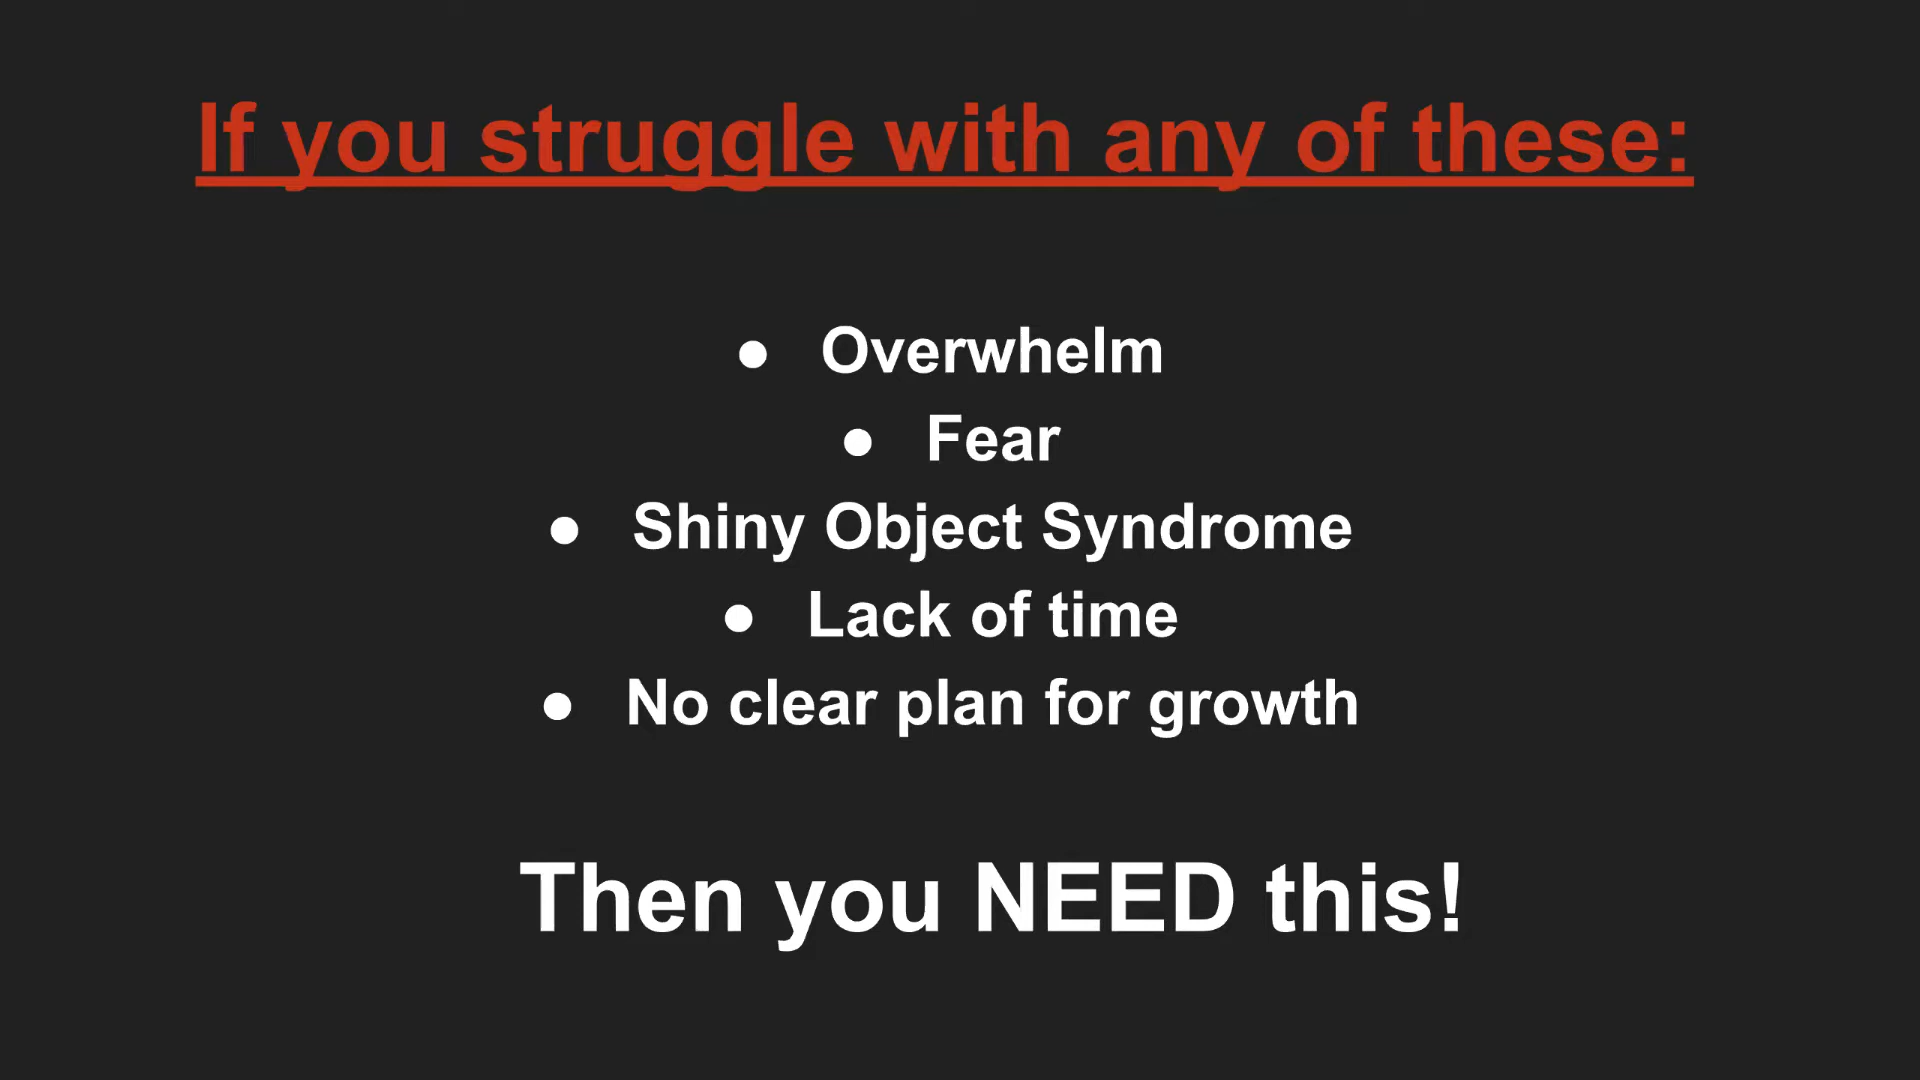 If you struggle with any of these:
● Overwhelm
● Fear
● Shiny Object Syndrome
● Lack of time
● No clear plan for growth
Then you NEED this!